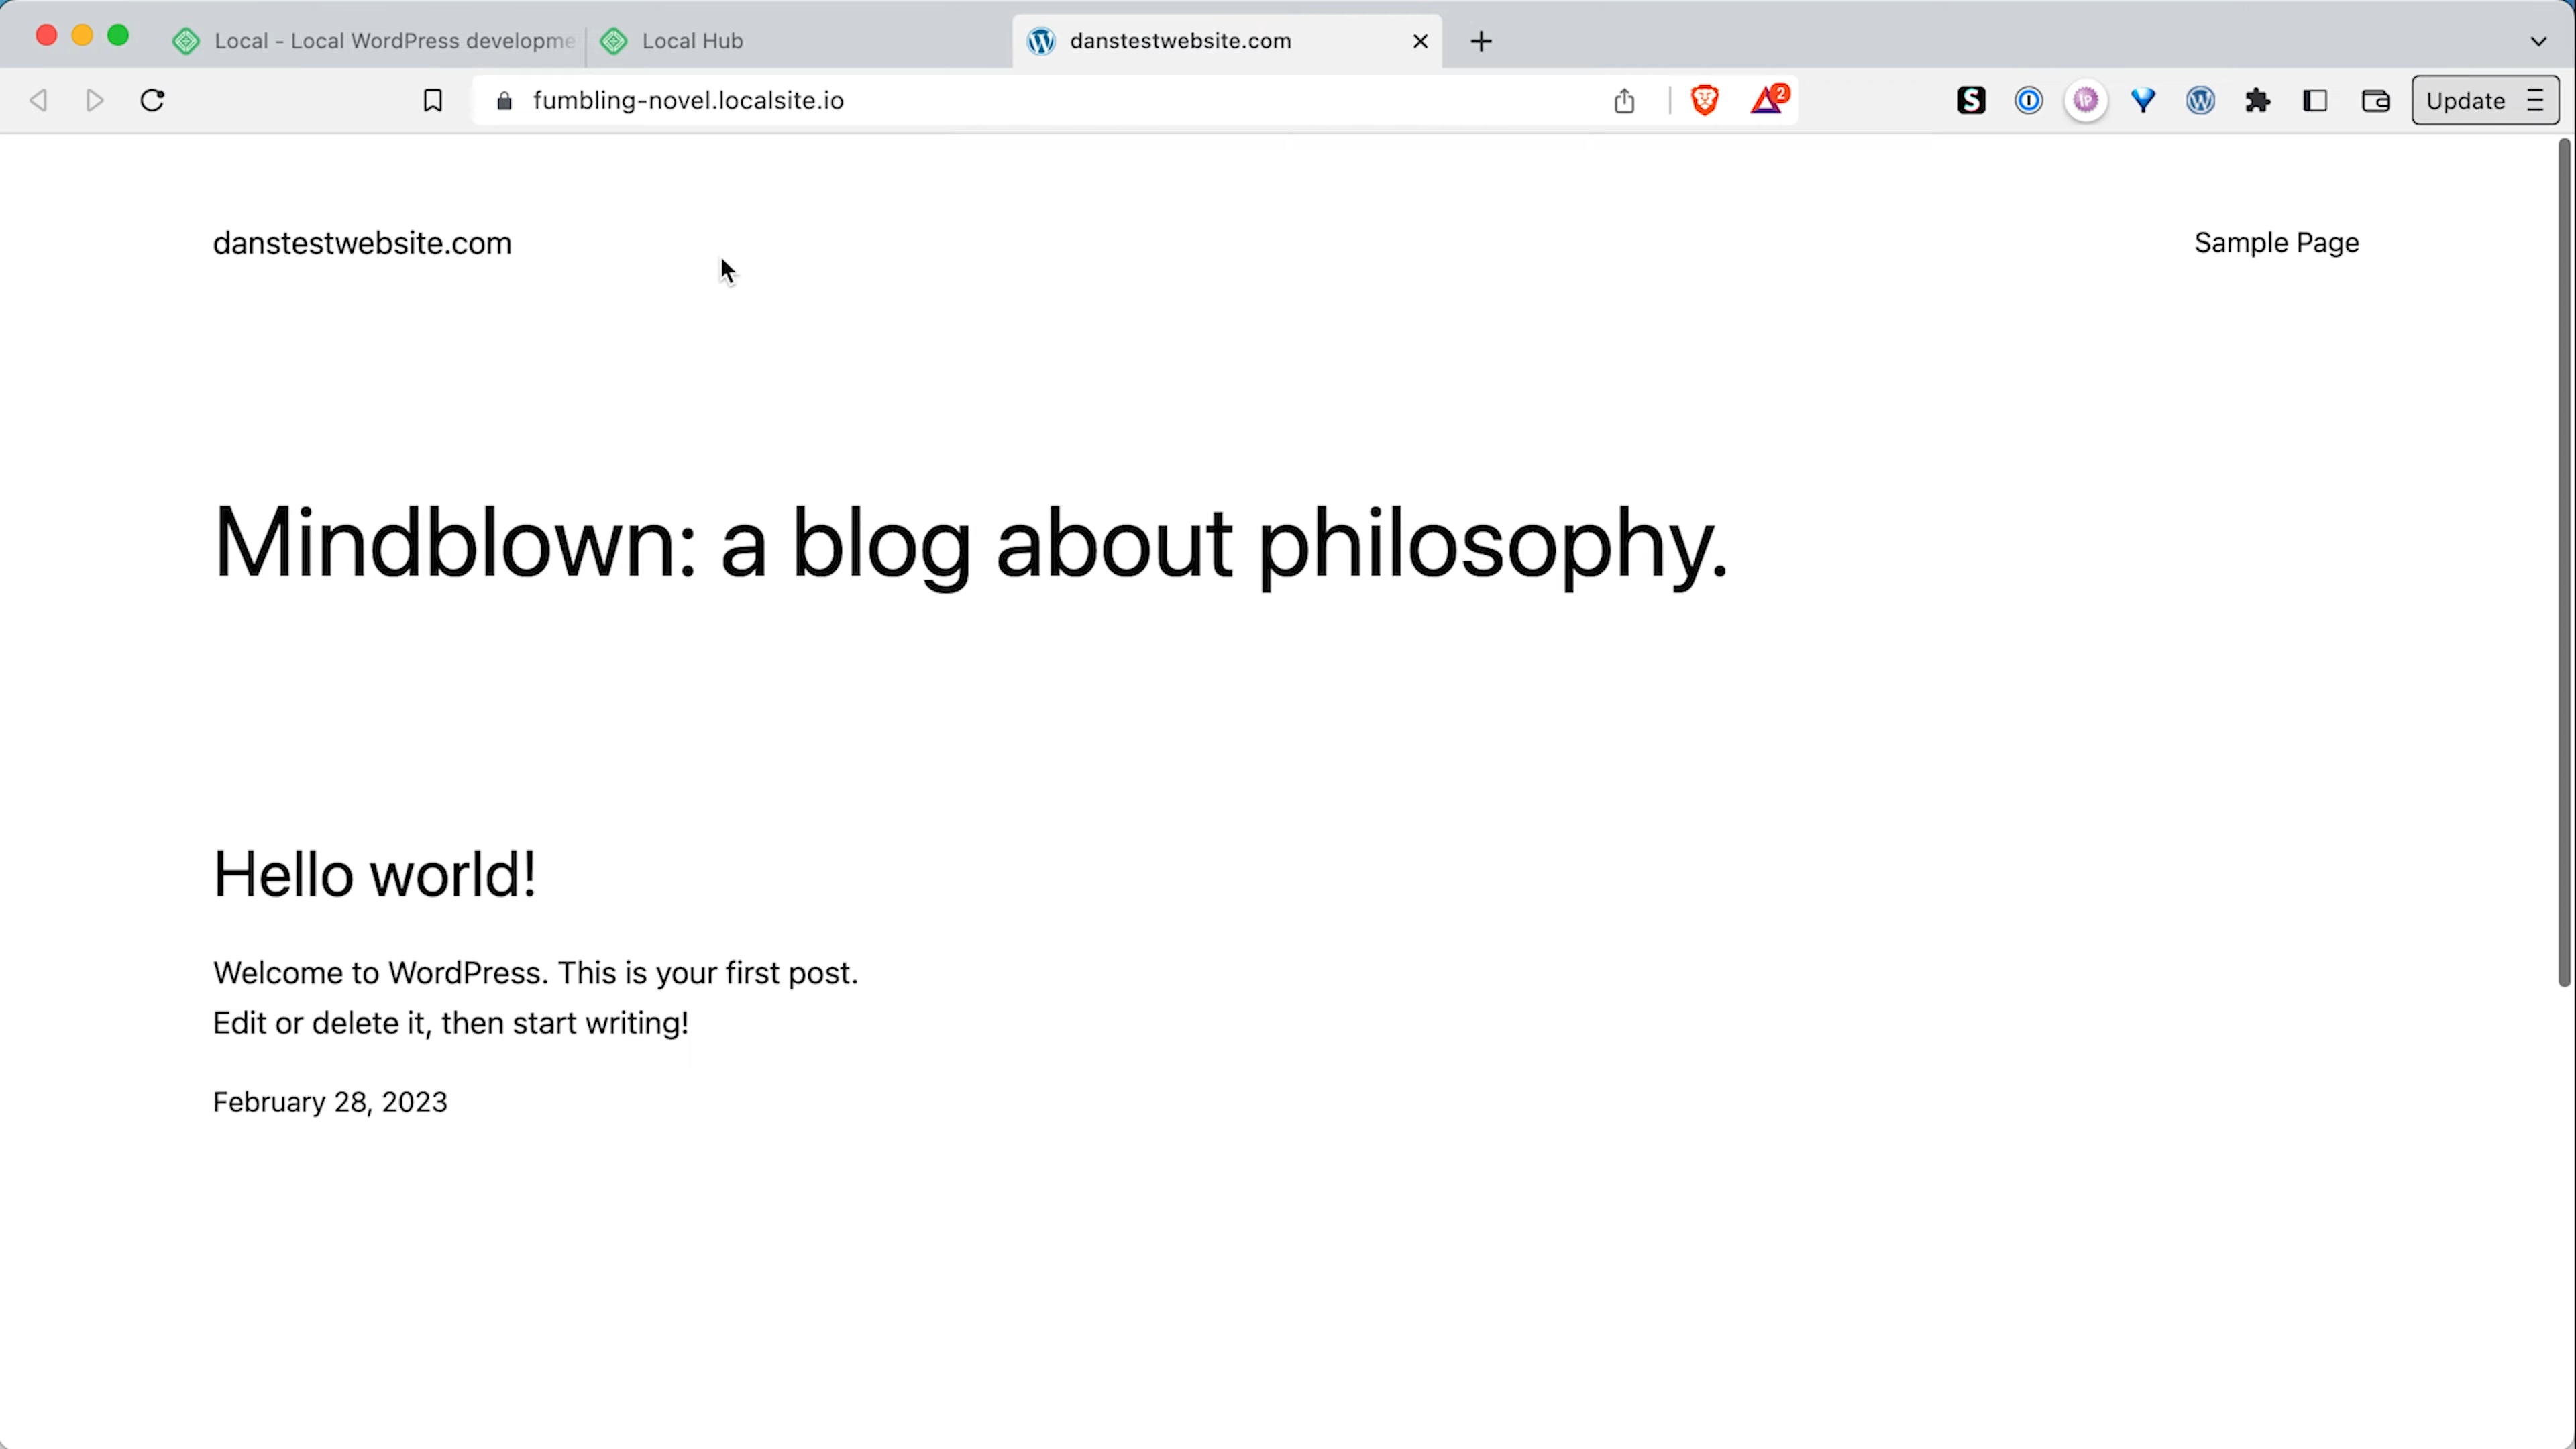 Local - Local WordPress developme
Local Hub
danstestwebsite.com
fumbling-novel.localsite.io
2
Update
danstestwebsite.com
Sample Page
Mindblown: a blog about philosophy.
Hello world!
Welcome to WordPress. This is your first post.
Edit or delete it, then start writing!
February 28, 2023